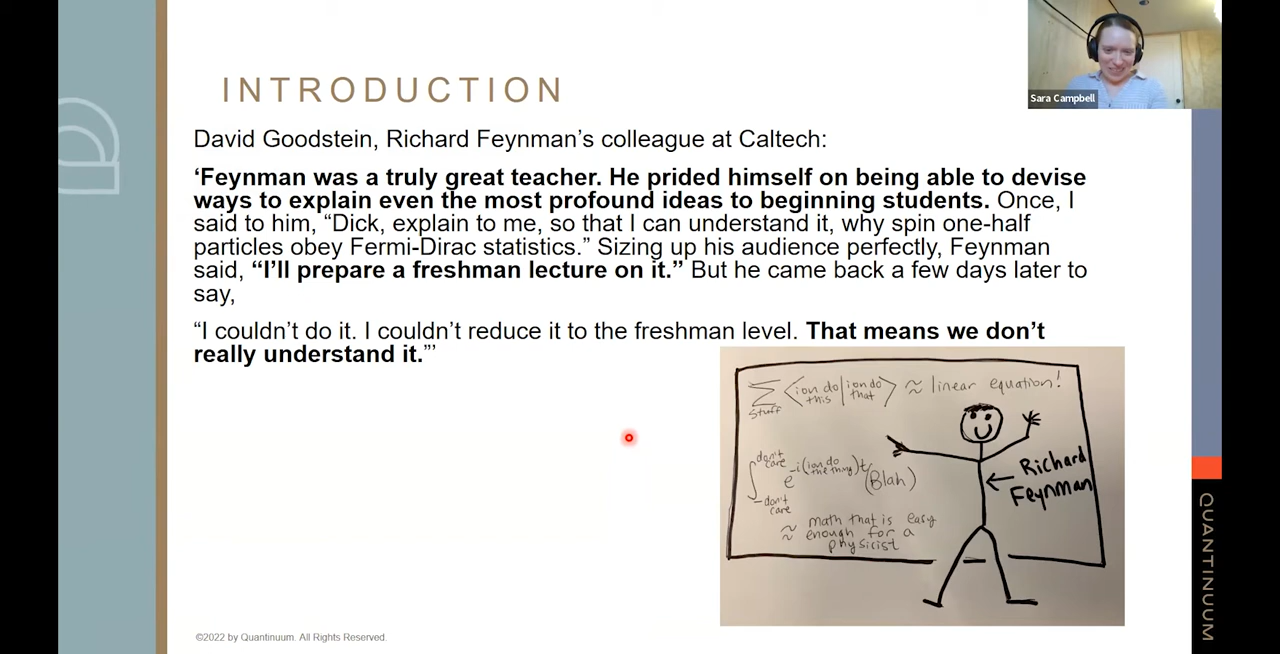 INTRODUCTION
Sara Campbell
David Goodstein, Richard Feynman’s colleague at Caltech:
‘Feynman was a truly great teacher. He prided himself on being able to devise
ways to explain even the most profound ideas to beginning students. Once, I
said to him, “Dick, explain to me, so that I can understand it, why spin one-half
particles obey Fermi-Dirac statistics.” Sizing up his audience perfectly, Feynman
said, “I’ll prepare a freshman lecture on it.” But he came back a few days later to
say,
“I couldn’t do it. I couldn’t reduce it to the freshman level. That means we don’t
really understand it.”’
∑ ⟨ion do | ion do⟩ ≈ linear equation!
this that
stuff
don't
care
∫ e -i(ion do the thing)t (Blah)
-don't
care
≈ math that is easy
enough for a
physicist
← Richard
Feynman
QUANTINUUM
©2022 by Quantinuum. All Rights Reserved.